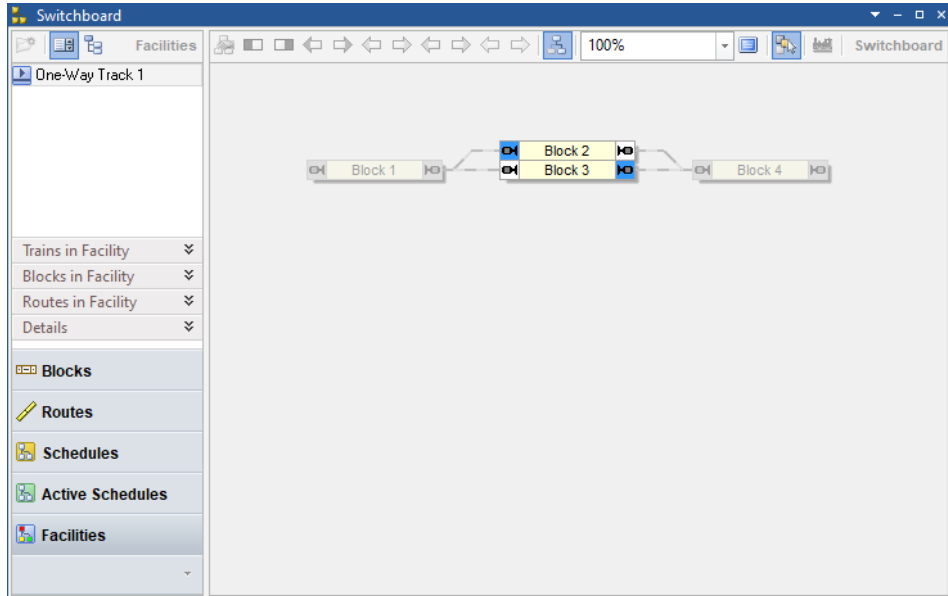 Switchboard
Facilities
100%
Switchboard
One-Way Track 1
Block 2
Block 1
Block 3
Block 4
Trains in Facility
Blocks in Facility
Routes in Facility
Details
Blocks
Routes
Schedules
Active Schedules
Facilities